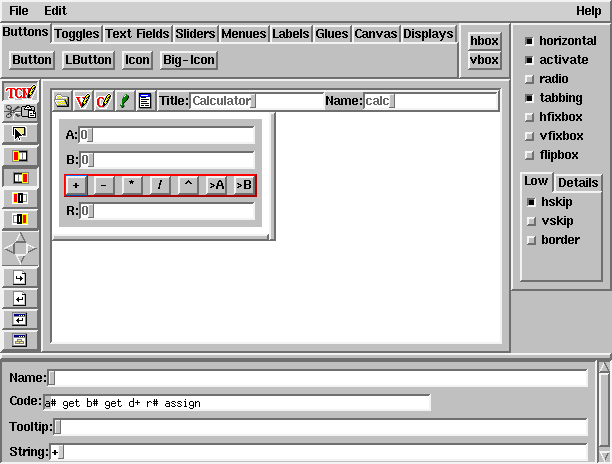 File Edit Help
Buttons Toggles Text Fields Sliders Menues Labels Glues Canvas Displays
Button LButton Icon Big-Icon
hbox
vbox
horizontal
activate
radio
tabbing
hfixbox
vfixbox
flipbox
Low Details
hskip
vskip
border
TCM
Title: Calculator Name: calc
A: 0
B: 0
+ - * / ^ >A >B
R: 0
Name:
Code: a# get b# get d+ r# assign
Tooltip:
String: +